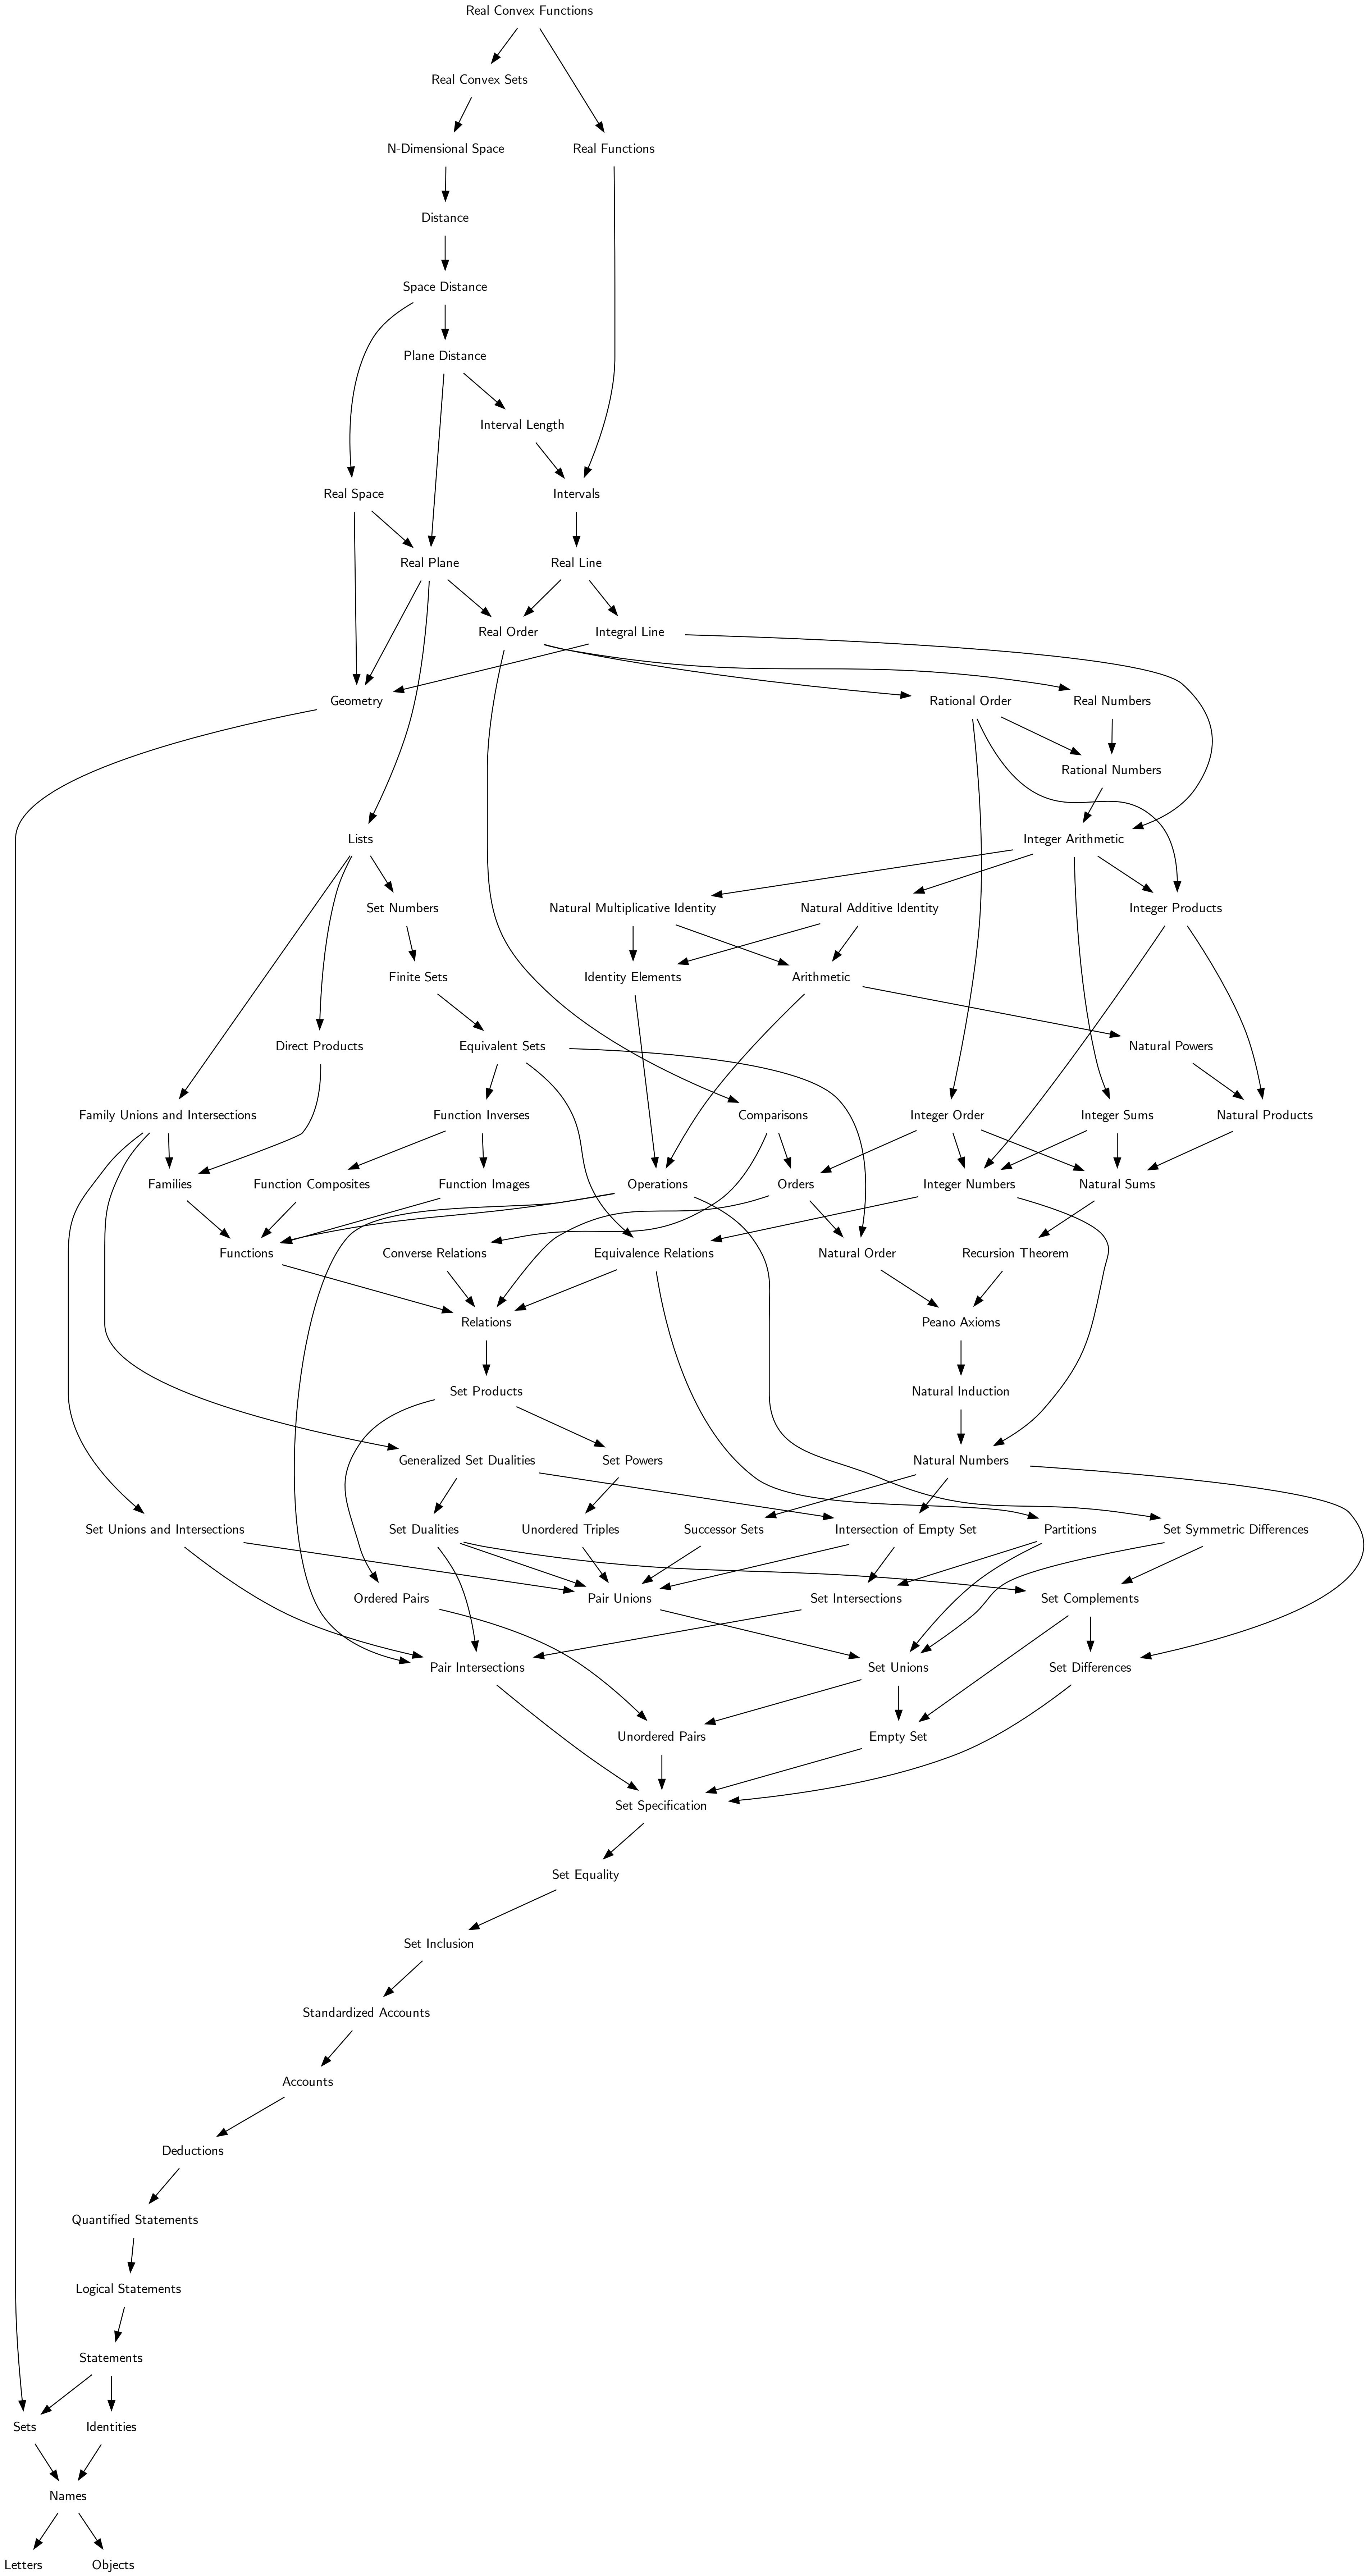 Real Convex Functions
Real Convex Sets
N-Dimensional Space
Real Functions
Distance
Space Distance
Plane Distance
Interval Length
Real Space
Intervals
Real Plane
Real Line
Real Order
Integral Line
Geometry
Rational Order
Real Numbers
Rational Numbers
Lists
Integer Arithmetic
Set Numbers
Natural Multiplicative Identity
Natural Additive Identity
Integer Products
Finite Sets
Identity Elements
Arithmetic
Direct Products
Equivalent Sets
Natural Powers
Family Unions and Intersections
Function Inverses
Comparisons
Integer Order
Integer Sums
Natural Products
Families
Function Composites
Function Images
Operations
Orders
Integer Numbers
Natural Sums
Functions
Converse Relations
Equivalence Relations
Natural Order
Recursion Theorem
Relations
Peano Axioms
Set Products
Natural Induction
Generalized Set Dualities
Set Powers
Natural Numbers
Set Unions and Intersections
Set Dualities
Unordered Triples
Successor Sets
Intersection of Empty Set
Partitions
Set Symmetric Differences
Ordered Pairs
Pair Unions
Set Intersections
Set Complements
Pair Intersections
Set Unions
Set Differences
Unordered Pairs
Empty Set
Set Specification
Set Equality
Set Inclusion
Standardized Accounts
Accounts
Deductions
Quantified Statements
Logical Statements
Statements
Sets
Identities
Names
Letters
Objects